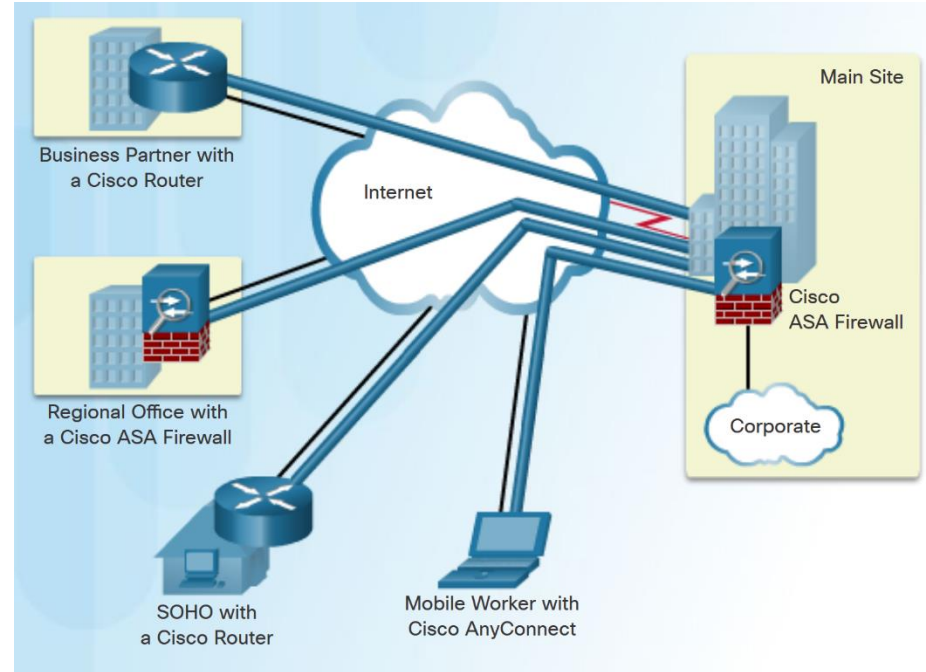 Main Site
Business Partner with
a Cisco Router
Internet
Cisco
ASA Firewall
Regional Office with
a Cisco ASA Firewall
Corporate
SOHO with
a Cisco Router
Mobile Worker with
Cisco AnyConnect